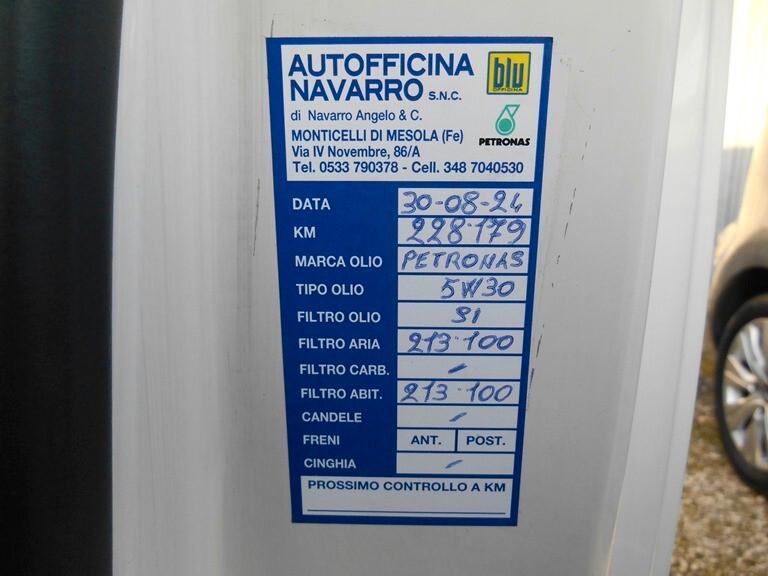 AUTOFFICINA
NAVARRO S.N.C.
blu
OFFICINA
di Navarro Angelo & C.
PETRONAS
MONTICELLI DI MESOLA (Fe)
Via IV Novembre, 86/A
Tel. 0533 790378 - Cell. 348 7040530
DATA 30-08-24
KM 228·179
MARCA OLIO PETRONAS
TIPO OLIO 5W30
FILTRO OLIO SI
FILTRO ARIA 213·100
FILTRO CARB. -
FILTRO ABIT. 213·100
CANDELE -
FRENI ANT. POST.
CINGHIA -
PROSSIMO CONTROLLO A KM